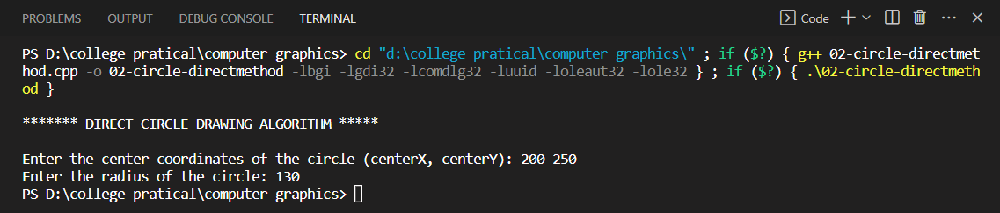 PROBLEMS OUTPUT DEBUG CONSOLE TERMINAL Code
PS D:\college pratical\computer graphics> cd "d:\college pratical\computer graphics\" ; if ($?) { g++ 02-circle-directmet
hod.cpp -o 02-circle-directmethod -lbgi -lgdi32 -lcomdlg32 -luuid -loleaut32 -lole32 } ; if ($?) { .\02-circle-directmeth
od }
******* DIRECT CIRCLE DRAWING ALGORITHM *****
Enter the center coordinates of the circle (centerX, centerY): 200 250
Enter the radius of the circle: 130
PS D:\college pratical\computer graphics>